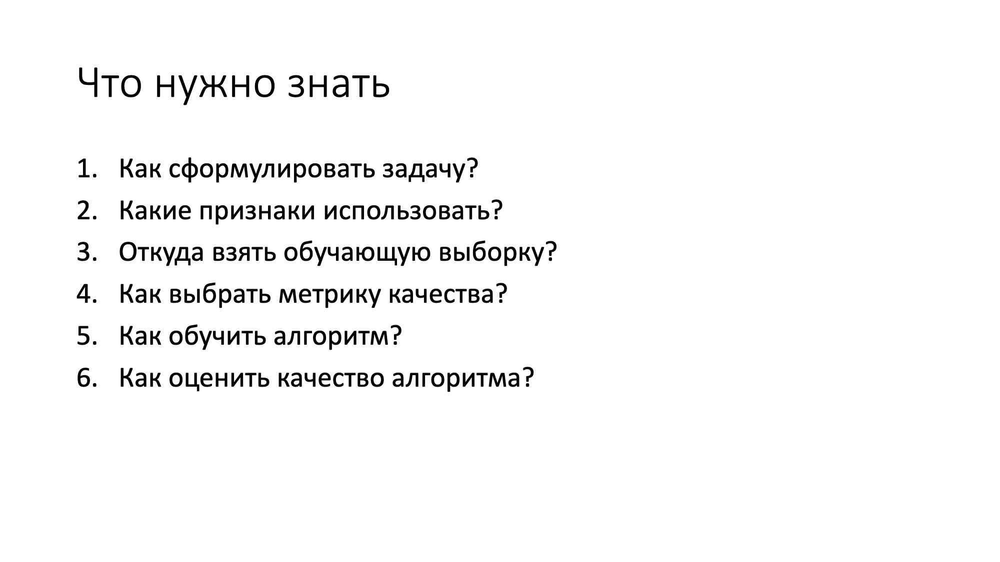 Что нужно знать
1. Как сформулировать задачу?
2. Какие признаки использовать?
3. Откуда взять обучающую выборку?
4. Как выбрать метрику качества?
5. Как обучить алгоритм?
6. Как оценить качество алгоритма?